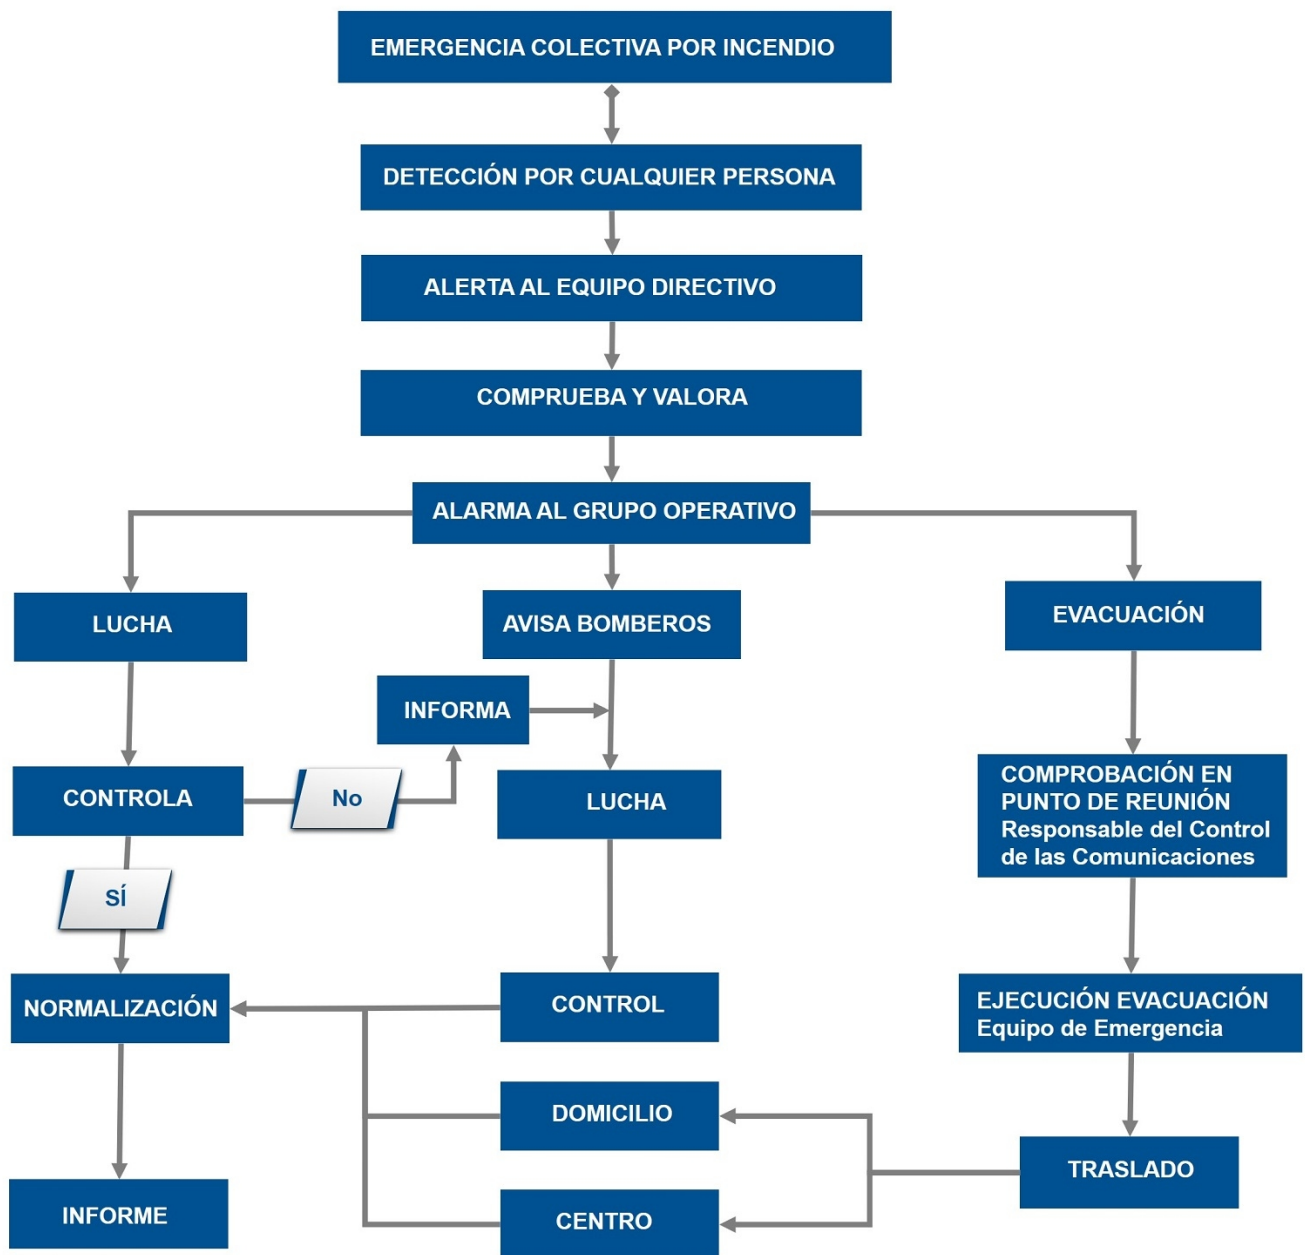 EMERGENCIA COLECTIVA POR INCENDIO
DETECCIÓN POR CUALQUIER PERSONA
ALERTA AL EQUIPO DIRECTIVO
COMPRUEBA Y VALORA
ALARMA AL GRUPO OPERATIVO
LUCHA
AVISA BOMBEROS
EVACUACIÓN
INFORMA
CONTROLA
No
LUCHA
COMPROBACIÓN EN
PUNTO DE REUNIÓN
Responsable del Control
de las Comunicaciones
SÍ
NORMALIZACIÓN
CONTROL
EJECUCIÓN EVACUACIÓN
Equipo de Emergencia
DOMICILIO
TRASLADO
INFORME
CENTRO